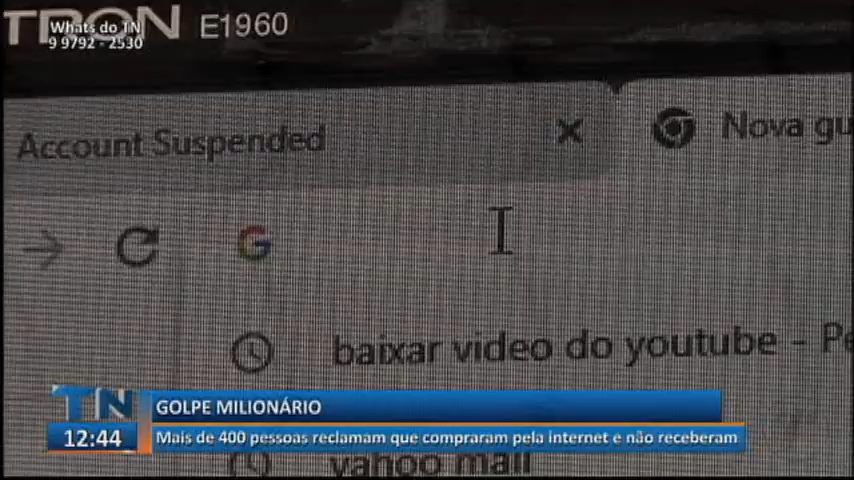 TRON E1960
Whats do TN
9 9792 - 2530
Account Suspended
Nova gu
G
baixar video do youtube - Pe
TN
GOLPE MILIONÁRIO
12:44
Mais de 400 pessoas reclamam que compraram pela internet e não receberam
yahoo mail